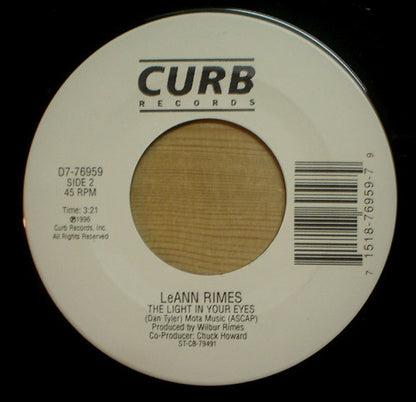 CURB
RECORDS
D7-76959
SIDE 2
45 RPM
Time: 3:21
℗1996
Curb Records, Inc.
All Rights Reserved
7 1518-76959-7 9
LeANN RIMES
THE LIGHT IN YOUR EYES
(Dan Tyler) Mota Music (ASCAP)
Produced by Wilbur Rimes
Co-Producer: Chuck Howard
ST-CB-79491